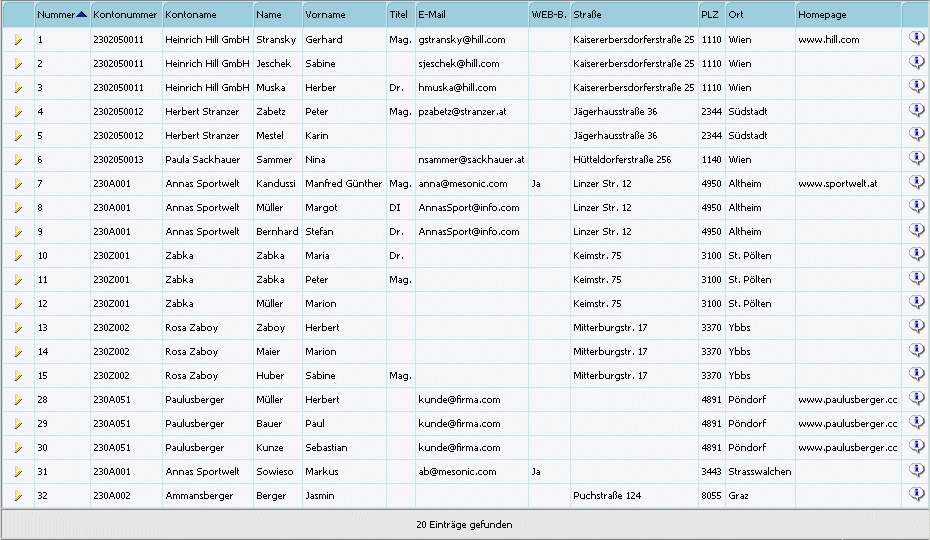 Nummer Kontonummer Kontoname Name Vorname Titel E-Mail WEB-B. Straße PLZ Ort Homepage
1 2302050011 Heinrich Hill GmbH Stransky Gerhard Mag. gstransky@hill.com Kaisererbersdorferstraße 25 1110 Wien www.hill.com
2 2302050011 Heinrich Hill GmbH Jeschek Sabine sjeschek@hill.com Kaisererbersdorferstraße 25 1110 Wien
3 2302050011 Heinrich Hill GmbH Muska Herber Dr. hmuska@hill.com Kaisererbersdorferstraße 25 1110 Wien
4 2302050012 Herbert Stranzer Zabetz Peter Mag. pzabetz@stranzer.at Jägerhausstraße 36 2344 Südstadt
5 2302050012 Herbert Stranzer Mestel Karin Jägerhausstraße 36 2344 Südstadt
6 2302050013 Paula Sackhauer Sammer Nina nsammer@sackhauer.at Hütteldorferstraße 256 1140 Wien
7 230A001 Annas Sportwelt Kandussi Manfred Günther Mag. anna@mesonic.com Ja Linzer Str. 12 4950 Altheim www.sportwelt.at
8 230A001 Annas Sportwelt Müller Margot DI AnnasSport@info.com Linzer Str. 12 4950 Altheim
9 230A001 Annas Sportwelt Bernhard Stefan Dr. AnnasSport@info.com Linzer Str. 12 4950 Altheim
10 230Z001 Zabka Zabka Maria Dr. Keimstr. 75 3100 St. Pölten
11 230Z001 Zabka Zabka Peter Mag. Keimstr. 75 3100 St. Pölten
12 230Z001 Zabka Müller Marion Keimstr. 75 3100 St. Pölten
13 230Z002 Rosa Zaboy Zaboy Herbert Mitterburgstr. 17 3370 Ybbs
14 230Z002 Rosa Zaboy Maier Marion Mitterburgstr. 17 3370 Ybbs
15 230Z002 Rosa Zaboy Huber Sabine Mag. Mitterburgstr. 17 3370 Ybbs
28 230A051 Paulusberger Müller Herbert kunde@firma.com 4891 Pöndorf www.paulusberger.cc
29 230A051 Paulusberger Bauer Paul kunde@firma.com 4891 Pöndorf www.paulusberger.cc
30 230A051 Paulusberger Kunze Sebastian kunde@firma.com 4891 Pöndorf www.paulusberger.cc
31 230A001 Annas Sportwelt Sowieso Markus ab@mesonic.com Ja 3443 Strasswalchen
32 230A002 Ammansberger Berger Jasmin Puchstraße 124 8055 Graz
20 Einträge gefunden